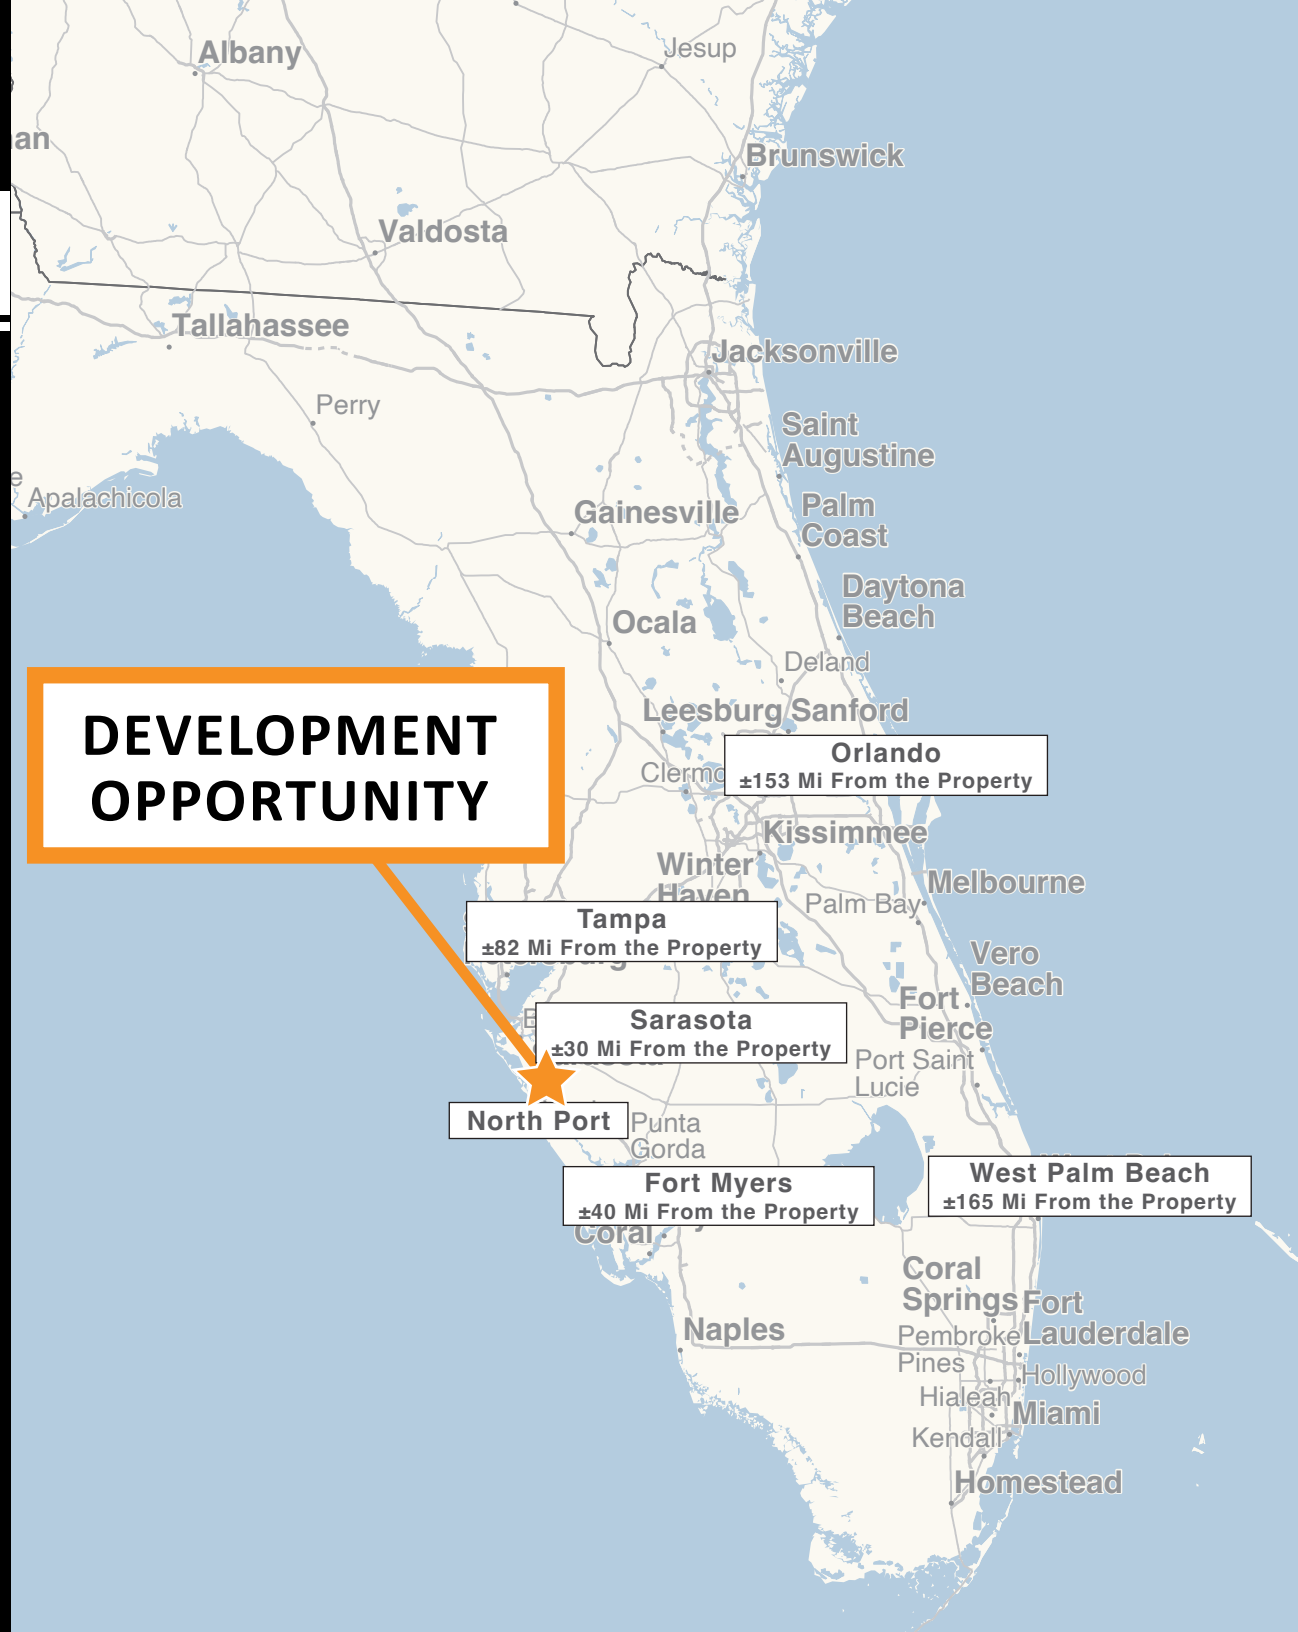 Albany
Jesup
Brunswick
Valdosta
Tallahassee
Jacksonville
Perry
Saint
Augustine
Apalachicola
Palm
Coast
Gainesville
Daytona
Beach
Ocala
Deland
Leesburg
Sanford
DEVELOPMENT
OPPORTUNITY
Orlando
±153 Mi From the Property
Kissimmee
Winter
Haven
Melbourne
Palm Bay
Tampa
±82 Mi From the Property
Vero
Beach
Fort
Pierce
Sarasota
±30 Mi From the Property
Port Saint
Lucie
North Port
Punta
Gorda
Fort Myers
±40 Mi From the Property
West Palm Beach
±165 Mi From the Property
Coral
Coral
Springs
Fort
Lauderdale
Naples
Pembroke
Pines
Hollywood
Hialeah
Miami
Kendall
Homestead